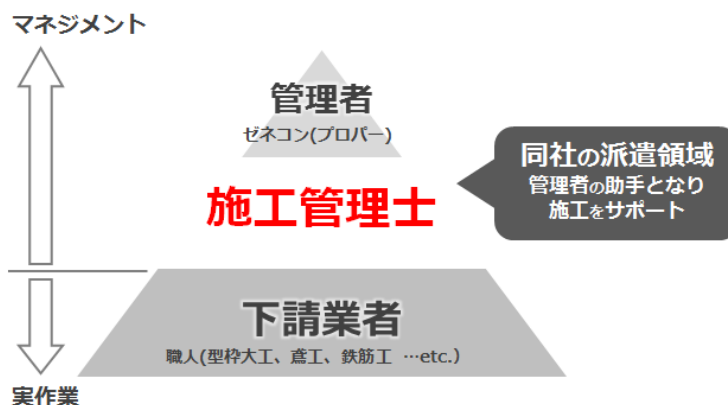 マネジメント
管理者
ゼネコン(プロパー)
同社の派遣領域
管理者の助手となり
施工をサポート
施工管理士
下請業者
職人(型枠大工、鳶工、鉄筋工 …etc.)
実作業